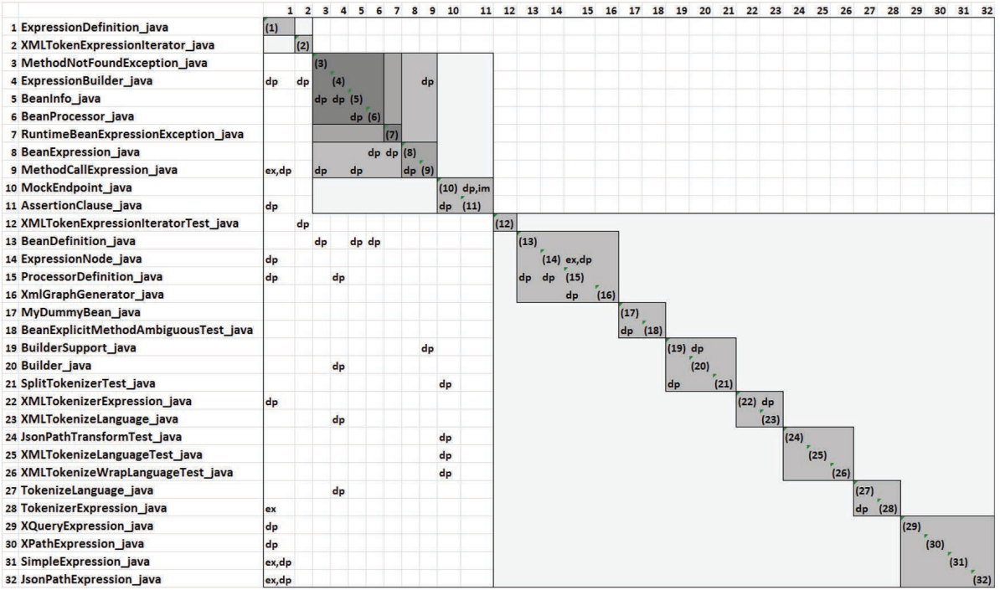 1 2 3 4 5 6 7 8 9 10 11 12 13 14 15 16 17 18 19 20 21 22 23 24 25 26 27 28 29 30 31 32
1 ExpressionDefinition_java (1)
2 XMLTokenExpressionIterator_java (2)
3 MethodNotFoundException_java (3)
4 ExpressionBuilder_java dp dp (4) dp
5 BeanInfo_java dp dp (5)
6 BeanProcessor_java dp (6)
7 RuntimeBeanExpressionException_java (7)
8 BeanExpression_java dp dp (8)
9 MethodCallExpression_java ex,dp dp dp dp (9)
10 MockEndpoint_java (10) dp,im
11 AssertionClause_java dp dp (11)
12 XMLTokenExpressionIteratorTest_java dp (12)
13 BeanDefinition_java dp dp dp (13)
14 ExpressionNode_java dp (14) ex,dp
15 ProcessorDefinition_java dp dp dp dp (15)
16 XmlGraphGenerator_java dp (16)
17 MyDummyBean_java (17)
18 BeanExplicitMethodAmbiguousTest_java dp (18)
19 BuilderSupport_java dp (19) dp
20 Builder_java dp (20)
21 SplitTokenizerTest_java dp dp (21)
22 XMLTokenizerExpression_java dp (22) dp
23 XMLTokenizeLanguage_java dp (23)
24 JsonPathTransformTest_java dp (24)
25 XMLTokenizeLanguageTest_java dp (25)
26 XMLTokenizeWrapLanguageTest_java dp (26)
27 TokenizeLanguage_java dp (27)
28 TokenizerExpression_java ex dp (28)
29 XQueryExpression_java dp (29)
30 XPathExpression_java dp (30)
31 SimpleExpression_java ex,dp (31)
32 JsonPathExpression_java ex,dp (32)